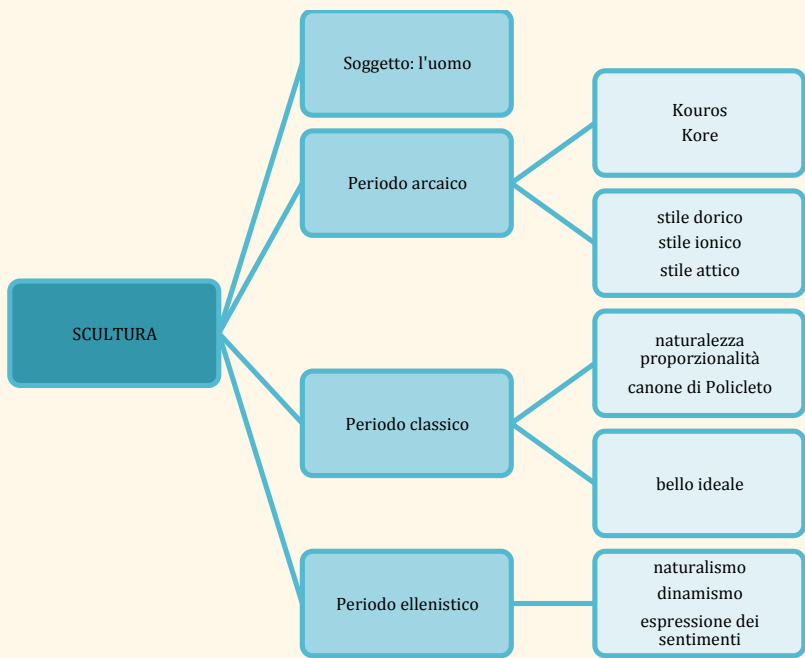 SCULTURA
Soggetto: l'uomo
Periodo arcaico
Kouros
Kore
stile dorico
stile ionico
stile attico
Periodo classico
naturalezza
proporzionalità
canone di Policleto
bello ideale
Periodo ellenistico
naturalismo
dinamismo
espressione dei
sentimenti